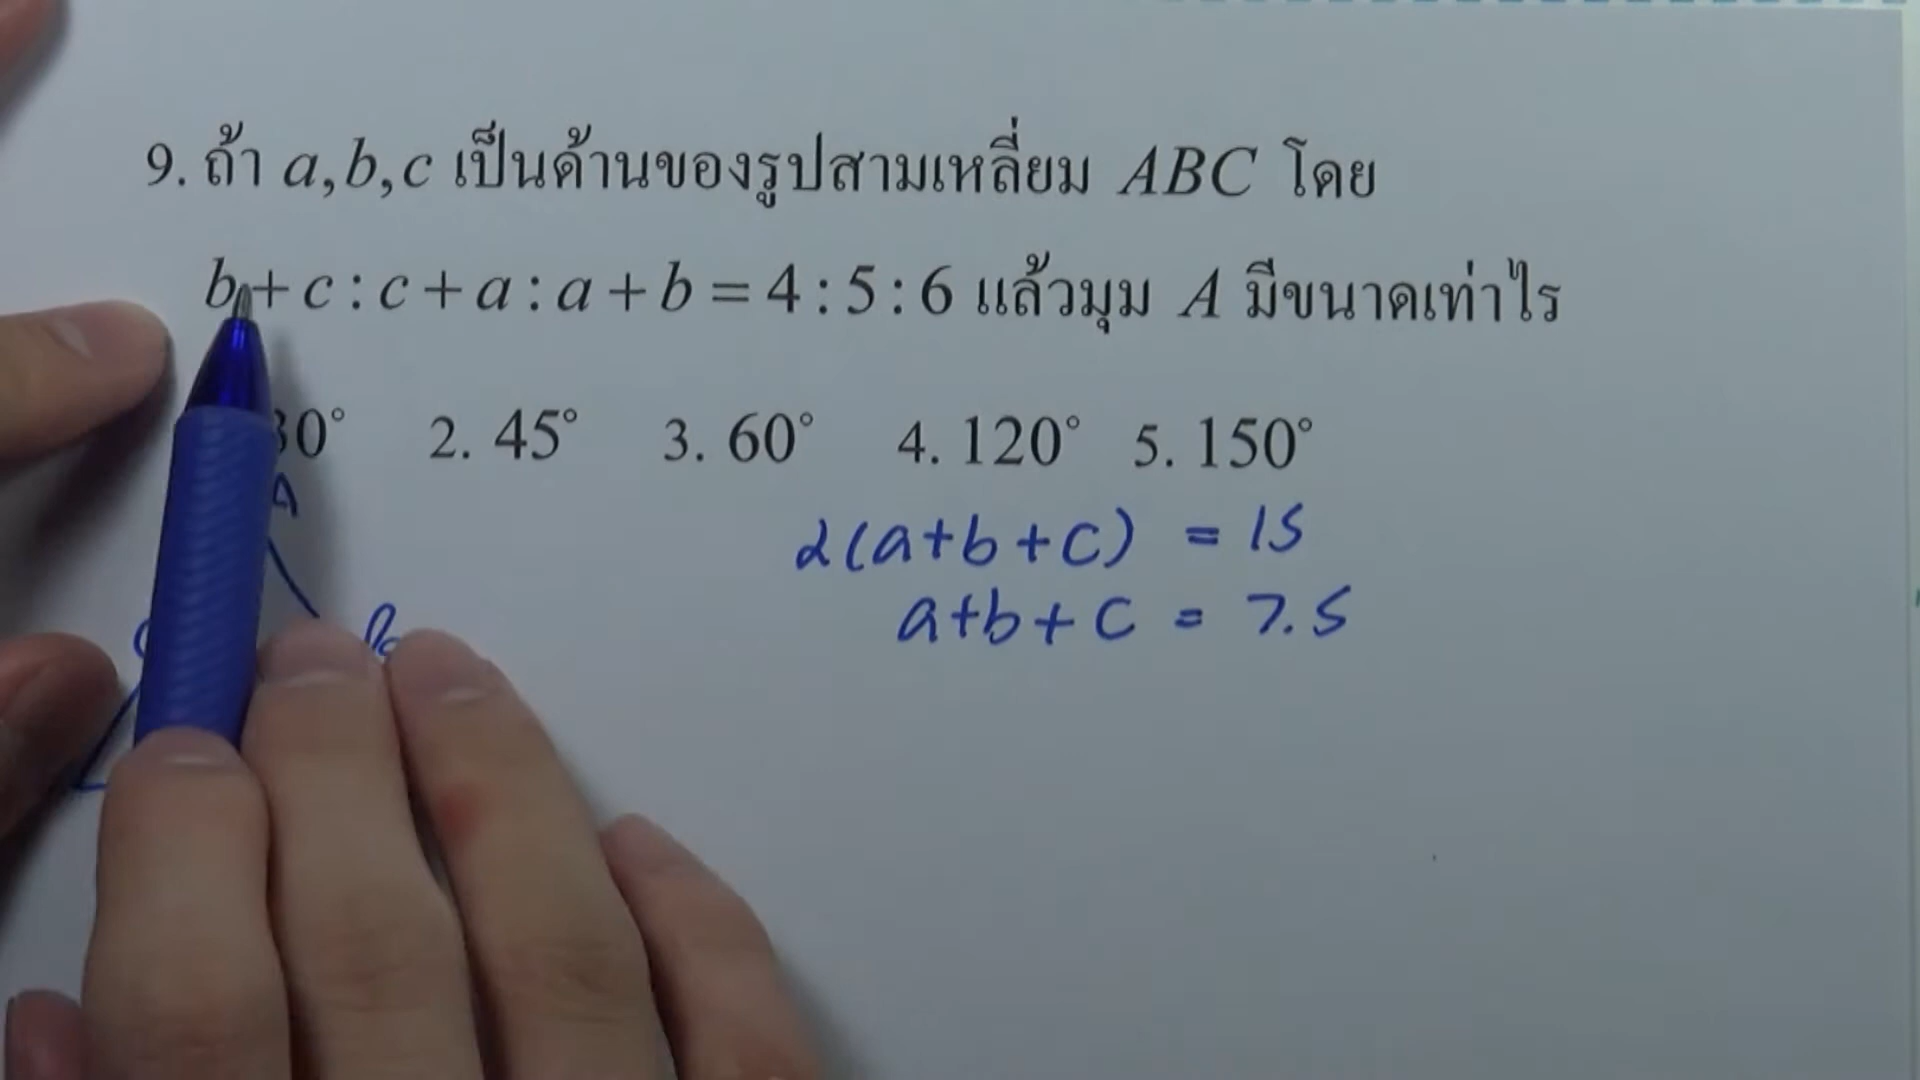 9. ถ้า a,b,c เป็นด้านของรูปสามเหลี่ยม ABC โดย
b+c:c+a:a+b=4:5:6 แล้วมุม A มีขนาดเท่าไร
30° 2. 45° 3. 60° 4. 120° 5. 150°
A
2(a+b+c) = 15
a+b+c = 7.5
b